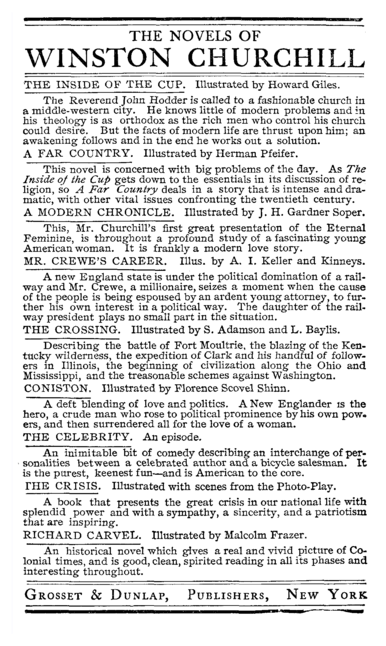 THE NOVELS OF
WINSTON CHURCHILL
THE INSIDE OF THE CUP. Illustrated by Howard Giles.
The Reverend John Hodder is called to a fashionable church in
a middle-western city. He knows little of modern problems and in
his theology is as orthodox as the rich men who control his church
could desire. But the facts of modern life are thrust upon him; an
awakening follows and in the end he works out a solution.
A FAR COUNTRY. Illustrated by Herman Pfeifer.
This novel is concerned with big problems of the day. As The
Inside of the Cup gets down to the essentials in its discussion of re-
ligion, so A Far Country deals in a story that is intense and dra-
matic, with other vital issues confronting the twentieth century.
A MODERN CHRONICLE. Illustrated by J. H. Gardner Soper.
This, Mr. Churchill's first great presentation of the Eternal
Feminine, is throughout a profound study of a fascinating young
American woman. It is frankly a modern love story.
MR. CREWE'S CAREER. Illus. by A. I. Keller and Kinneys.
A new England state is under the political domination of a rail-
way and Mr. Crewe, a millionaire, seizes a moment when the cause
of the people is being espoused by an ardent young attorney, to fur-
ther his own interest in a political way. The daughter of the rail-
way president plays no small part in the situation.
THE CROSSING. Illustrated by S. Adamson and L. Baylis.
Describing the battle of Fort Moultrie, the blazing of the Ken-
tucky wilderness, the expedition of Clark and his handful of follow-
ers in Illinois, the beginning of civilization along the Ohio and
Mississippi, and the treasonable schemes against Washington.
CONISTON. Illustrated by Florence Scovel Shinn.
A deft blending of love and politics. A New Englander is the
hero, a crude man who rose to political prominence by his own pow-
ers, and then surrendered all for the love of a woman.
THE CELEBRITY. An episode.
An inimitable bit of comedy describing an interchange of per-
sonalities between a celebrated author and a bicycle salesman. It
is the purest, keenest fun—and is American to the core.
THE CRISIS. Illustrated with scenes from the Photo-Play.
A book that presents the great crisis in our national life with
splendid power and with a sympathy, a sincerity, and a patriotism
that are inspiring.
RICHARD CARVEL. Illustrated by Malcolm Frazer.
An historical novel which gives a real and vivid picture of Co-
lonial times, and is good, clean, spirited reading in all its phases and
interesting throughout.
GROSSET & DUNLAP, PUBLISHERS, NEW YORK